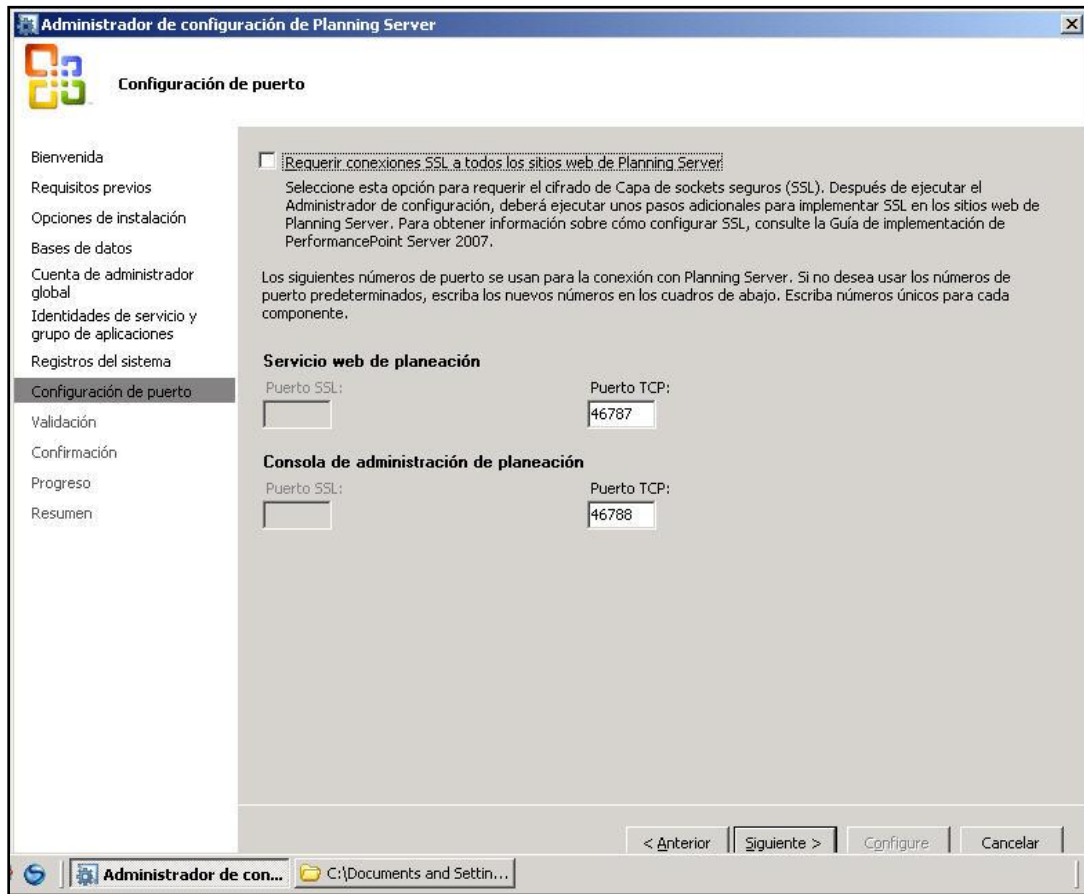 Administrador de configuración de Planning Server
Configuración de puerto
Bienvenida
Requisitos previos
Opciones de instalación
Bases de datos
Cuenta de administrador
global
Identidades de servicio y
grupo de aplicaciones
Registros del sistema
Configuración de puerto
Validación
Confirmación
Progreso
Resumen
Requerir conexiones SSL a todos los sitios web de Planning Server
Seleccione esta opción para requerir el cifrado de Capa de sockets seguros (SSL). Después de ejecutar el
Administrador de configuración, deberá ejecutar unos pasos adicionales para implementar SSL en los sitios web de
Planning Server. Para obtener información sobre cómo configurar SSL, consulte la Guía de implementación de
PerformancePoint Server 2007.
Los siguientes números de puerto se usan para la conexión con Planning Server. Si no desea usar los números de
puerto predeterminados, escriba los nuevos números en los cuadros de abajo. Escriba números únicos para cada
componente.
Servicio web de planeación
Puerto SSL: Puerto TCP:
46787
Consola de administración de planeación
Puerto SSL: Puerto TCP:
46788
< Anterior Siguiente > Configure Cancelar
Administrador de con... C:\Documents and Settin...